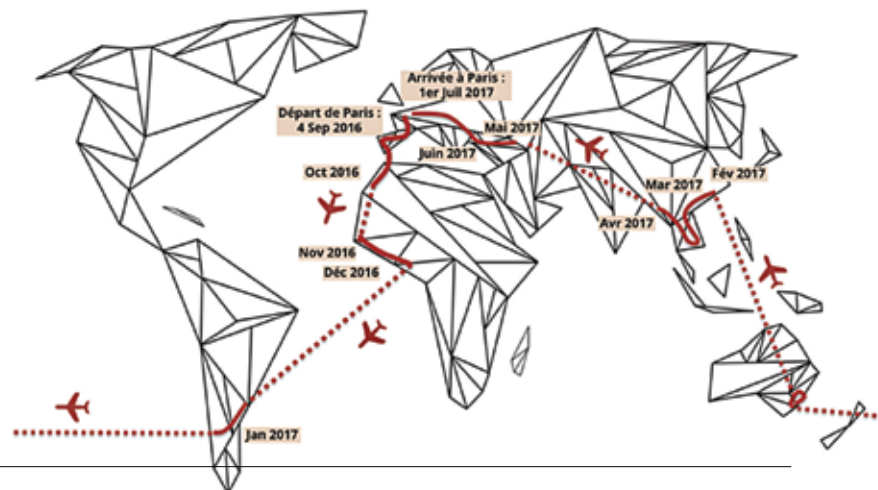 Arrivée à Paris :
1er Juil 2017
Départ de Paris :
4 Sep 2016
Mai 2017
Juin 2017
Oct 2016
Mar 2017
Fév 2017
Avr 2017
Nov 2016
Déc 2016
Jan 2017